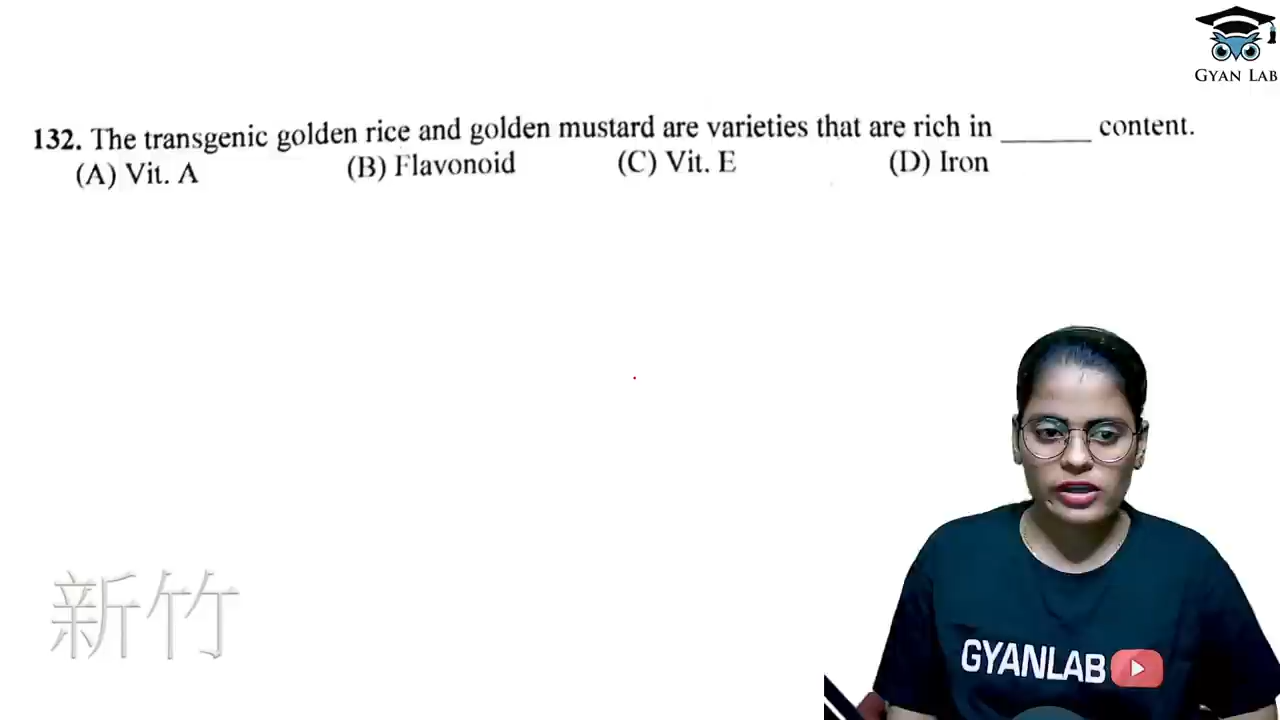 GYAN LAB
132. The transgenic golden rice and golden mustard are varieties that are rich in ______ content.
(A) Vit. A (B) Flavonoid (C) Vit. E (D) Iron
新竹
GYANLAB